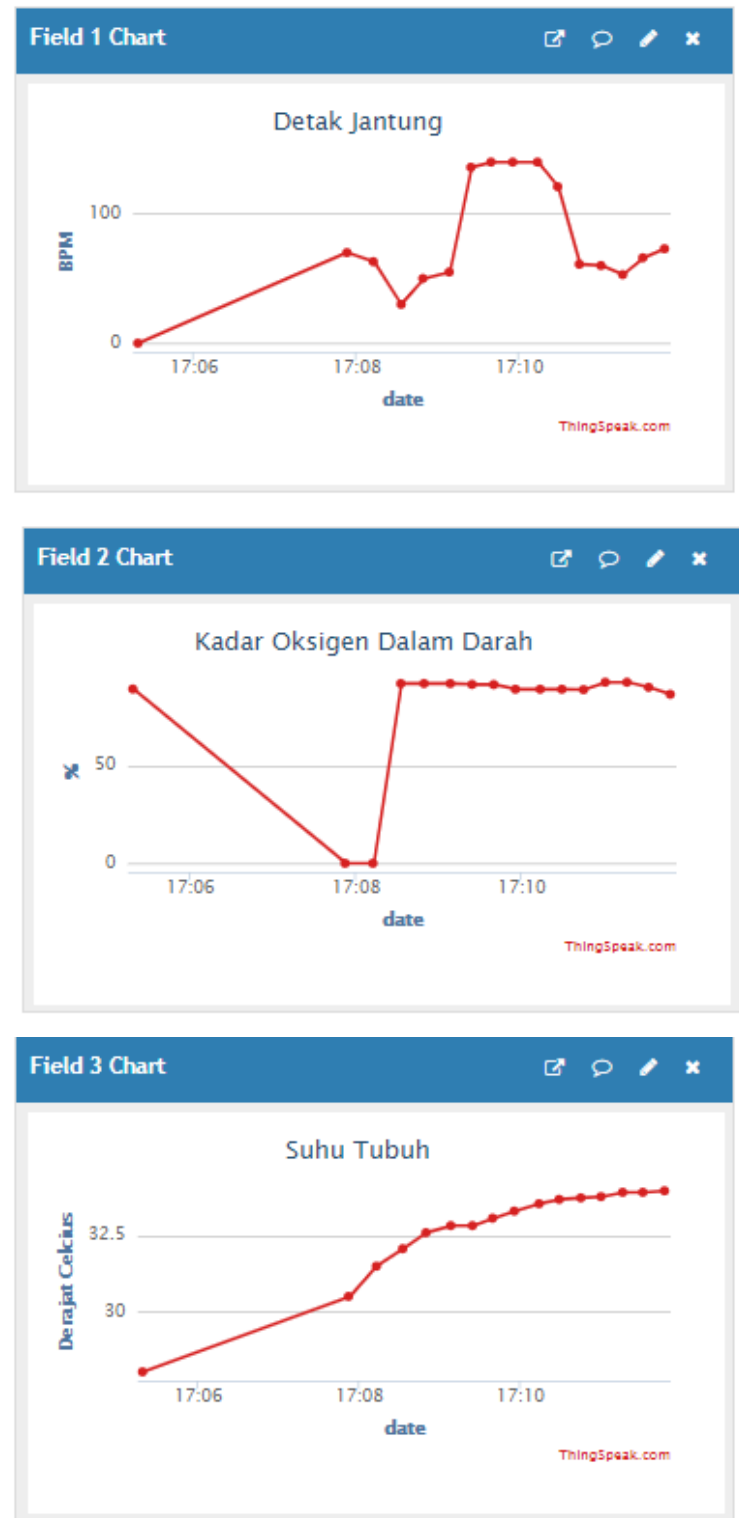 Field 1 Chart
Detak Jantung
BPM
100
0
17:06 17:08 17:10
date
ThingSpeak.com
Field 2 Chart
Kadar Oksigen Dalam Darah
%
50
0
17:06 17:08 17:10
date
ThingSpeak.com
Field 3 Chart
Suhu Tubuh
Derajat Celcius
32.5
30
17:06 17:08 17:10
date
ThingSpeak.com